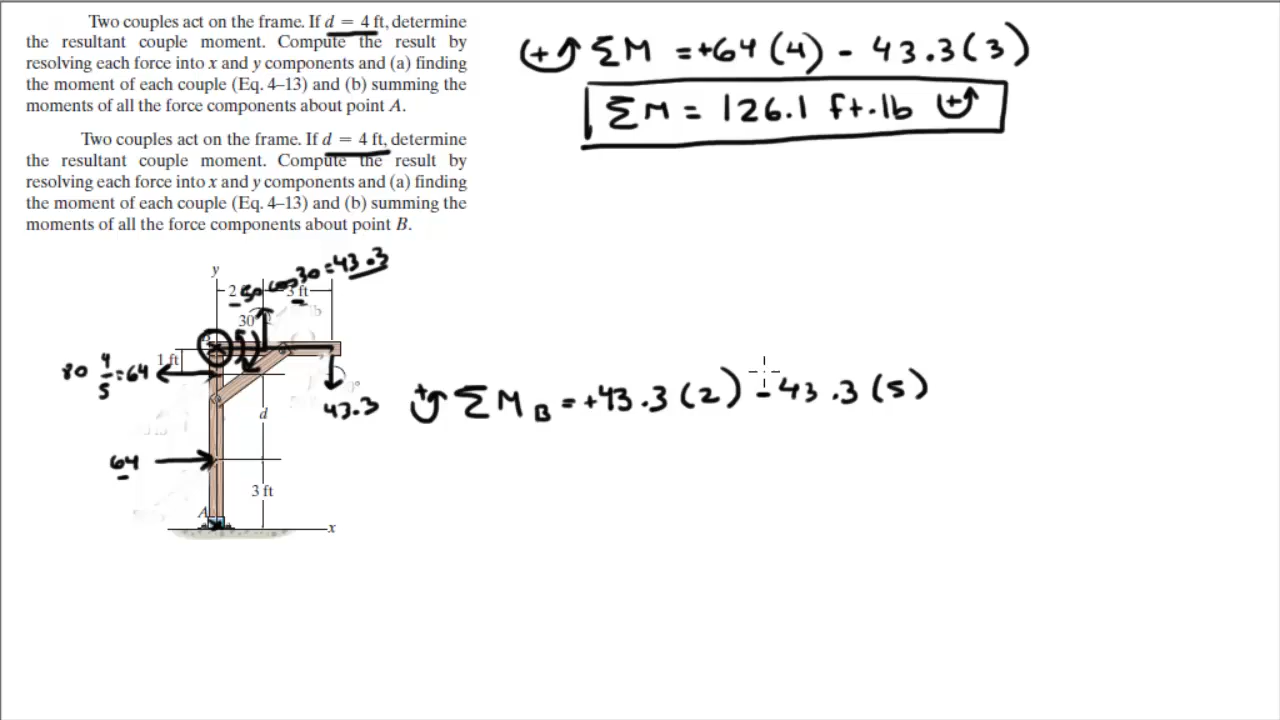 Two couples act on the frame. If d = 4 ft, determine
the resultant couple moment. Compute the result by
resolving each force into x and y components and (a) finding
the moment of each couple (Eq. 4–13) and (b) summing the
moments of all the force components about point A.
Two couples act on the frame. If d = 4 ft, determine
the resultant couple moment. Compute the result by
resolving each force into x and y components and (a) finding
the moment of each couple (Eq. 4–13) and (b) summing the
moments of all the force components about point B.
(+ ΣM = +64(4) - 43.3(3)
ΣM = 126.1 ft.lb +
50 cos 30 = 43.3
y
2
3 ft
30
1 ft
80 4/5 = 64
43.3
d
64
3 ft
A
x
+ ΣM_B = +43.3(2) - 43.3(5)